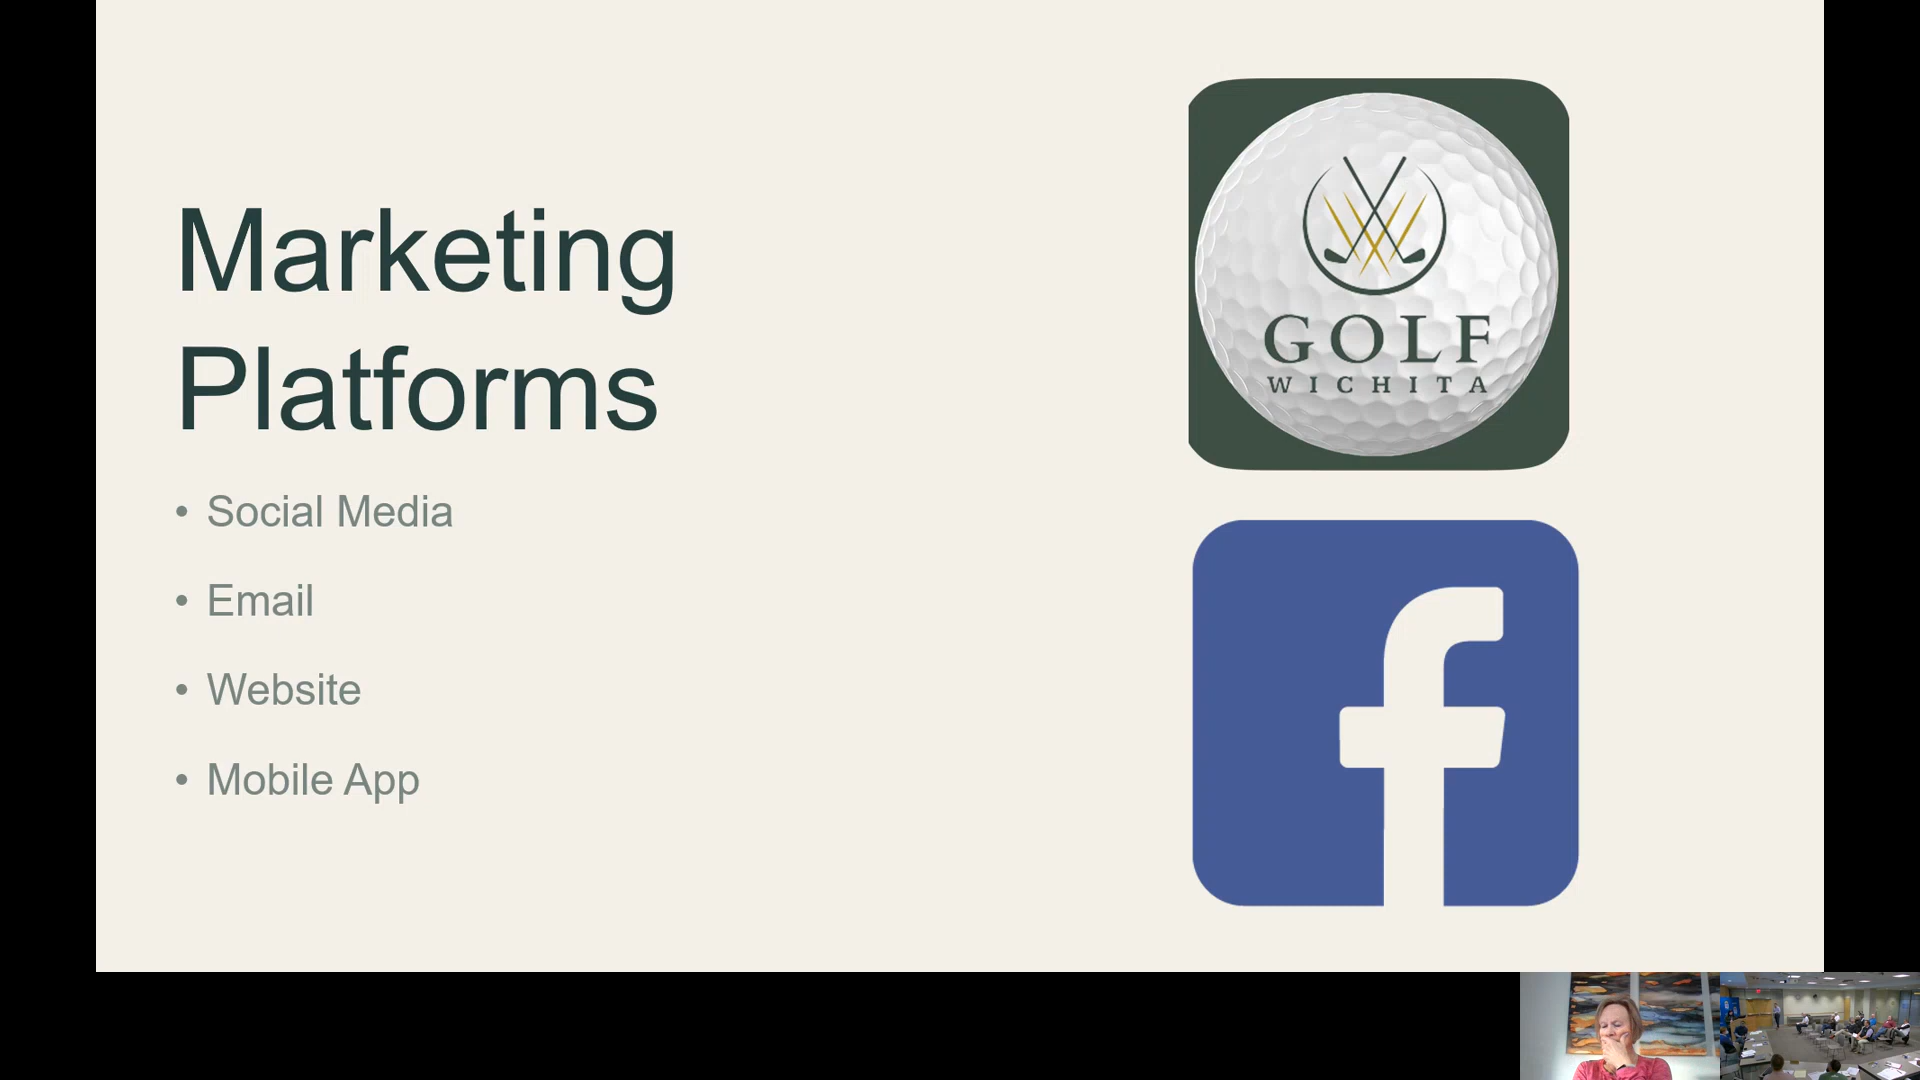 Marketing
Platforms
• Social Media
• Email
• Website
• Mobile App
GOLF
WICHITA